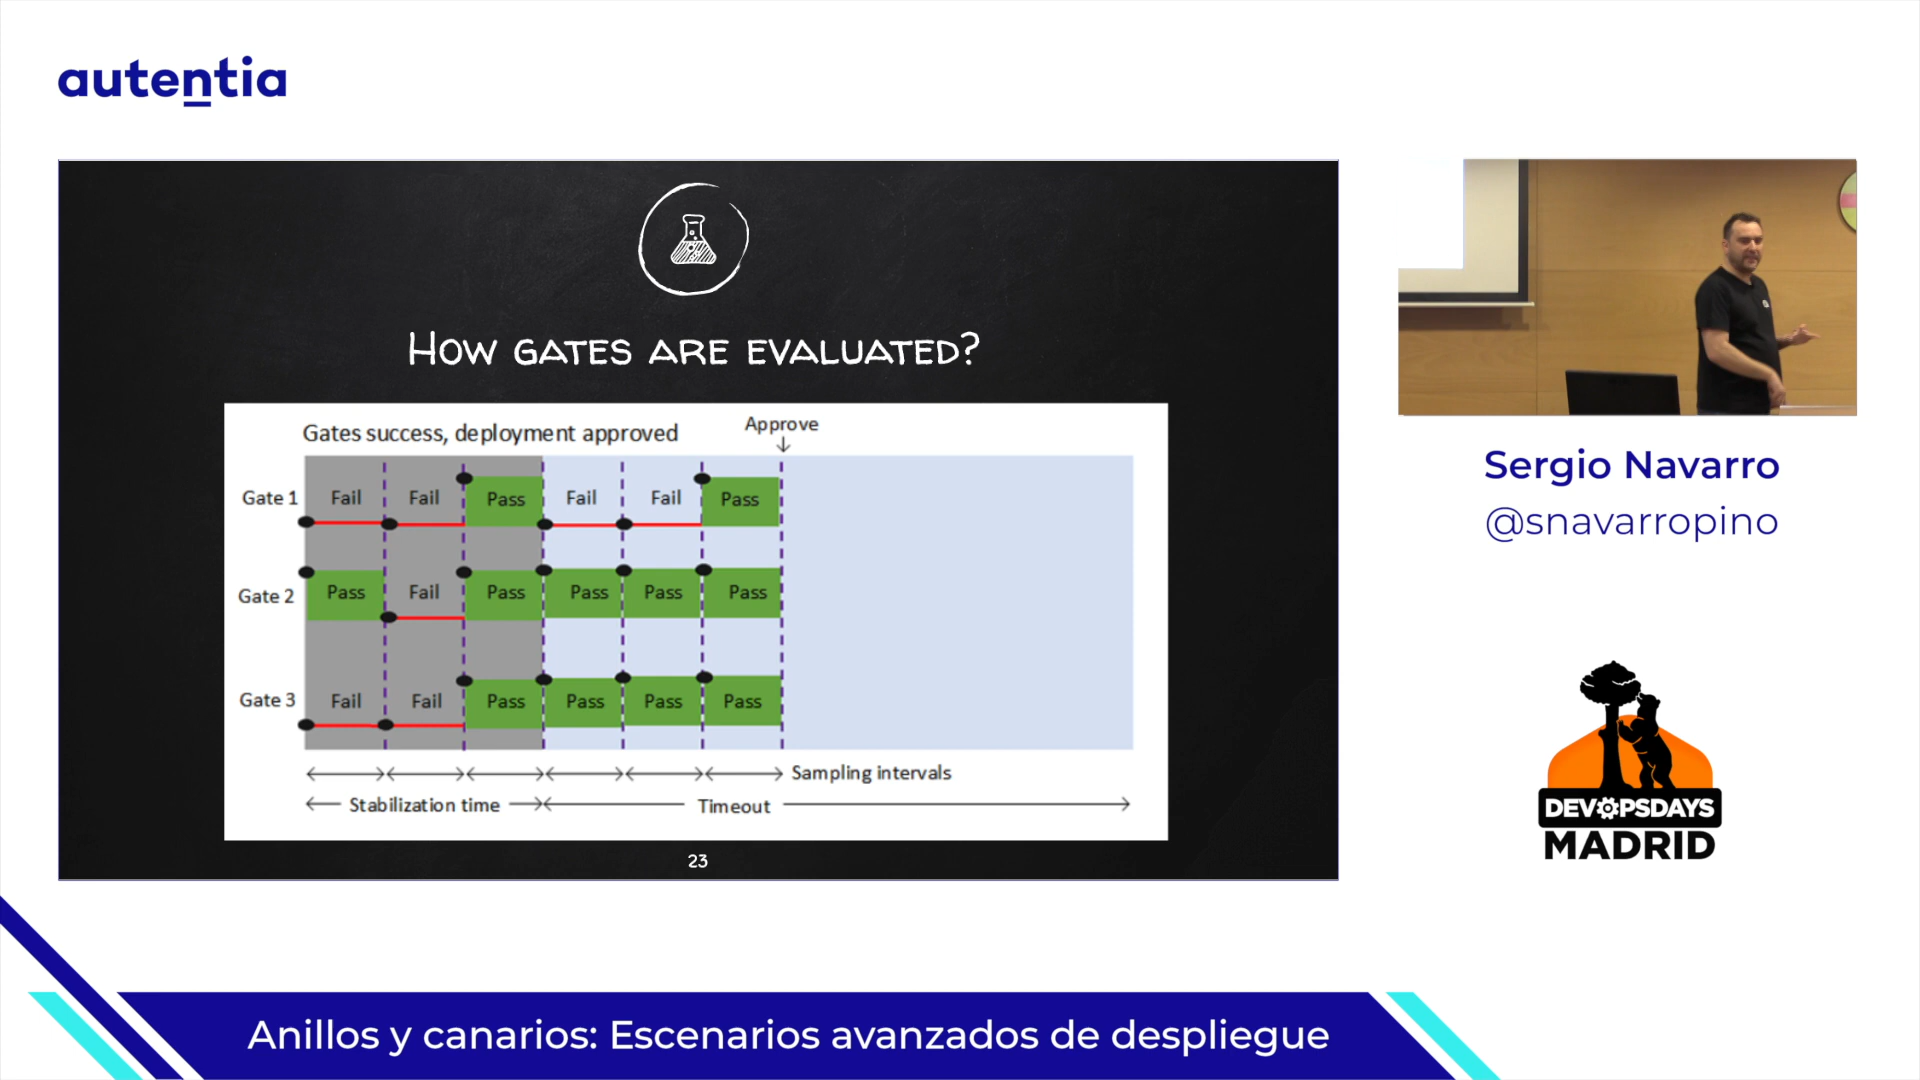 autentia
How gates are evaluated?
Gates success, deployment approved
Approve
Gate 1 Fail Fail Pass Fail Fail Pass
Gate 2 Pass Fail Pass Pass Pass Pass
Gate 3 Fail Fail Pass Pass Pass Pass
Sampling intervals
Stabilization time Timeout
23
Sergio Navarro
@snavarropino
DEVOPSDAYS
MADRID
Anillos y canarios: Escenarios avanzados de despliegue